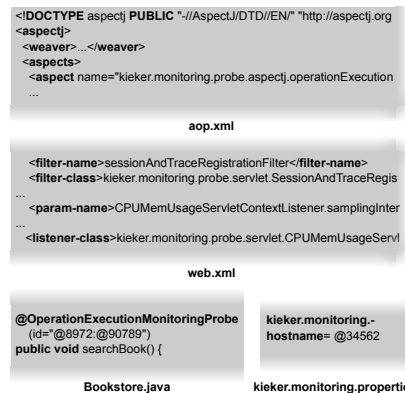 <!DOCTYPE aspectj PUBLIC "-//AspectJ/DTD//EN/" "http://aspectj.org
<aspectj>
<weaver>...</weaver>
<aspects>
<aspect name="kieker.monitoring.probe.aspectj.operationExecution
...
aop.xml
<filter-name>sessionAndTraceRegistrationFilter</filter-name>
<filter-class>kieker.monitoring.probe.servlet.SessionAndTraceRegis
...
<param-name>CPUMemUsageServletContextListener.samplingInter
...
<listener-class>kieker.monitoring.probe.servlet.CPUMemUsageServl
web.xml
@OperationExecutionMonitoringProbe
(id="@8972:@90789")
public void searchBook() {
Bookstore.java
kieker.monitoring.-
hostname= @34562
kieker.monitoring.properti